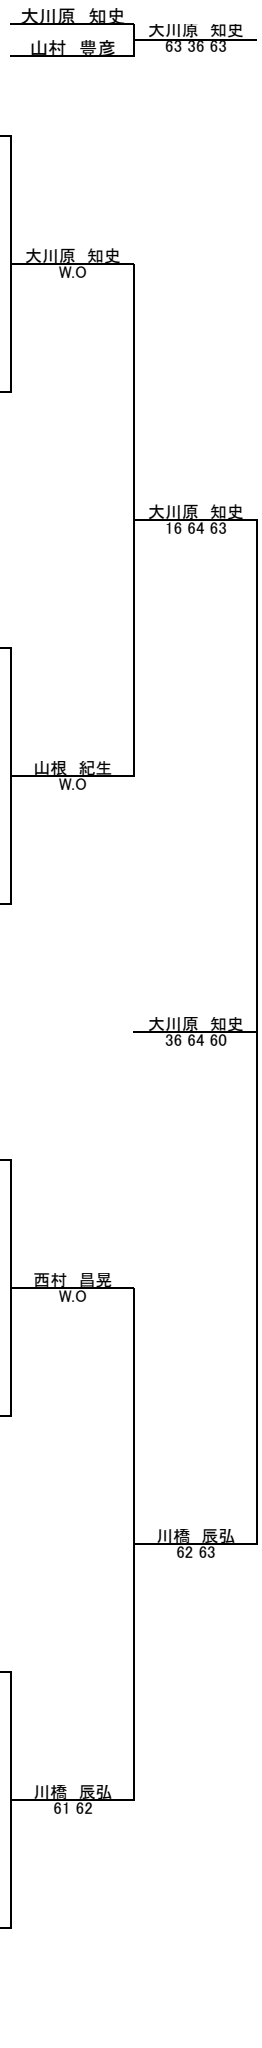 大川原　知史
大川原　知史
山村　豊彦
63 36 63
大川原　知史
W.O
大川原　知史
16 64 63
山根　紀生
W.O
大川原　知史
36 64 60
西村　昌晃
W.O
川橋　辰弘
62 63
川橋　辰弘
61 62